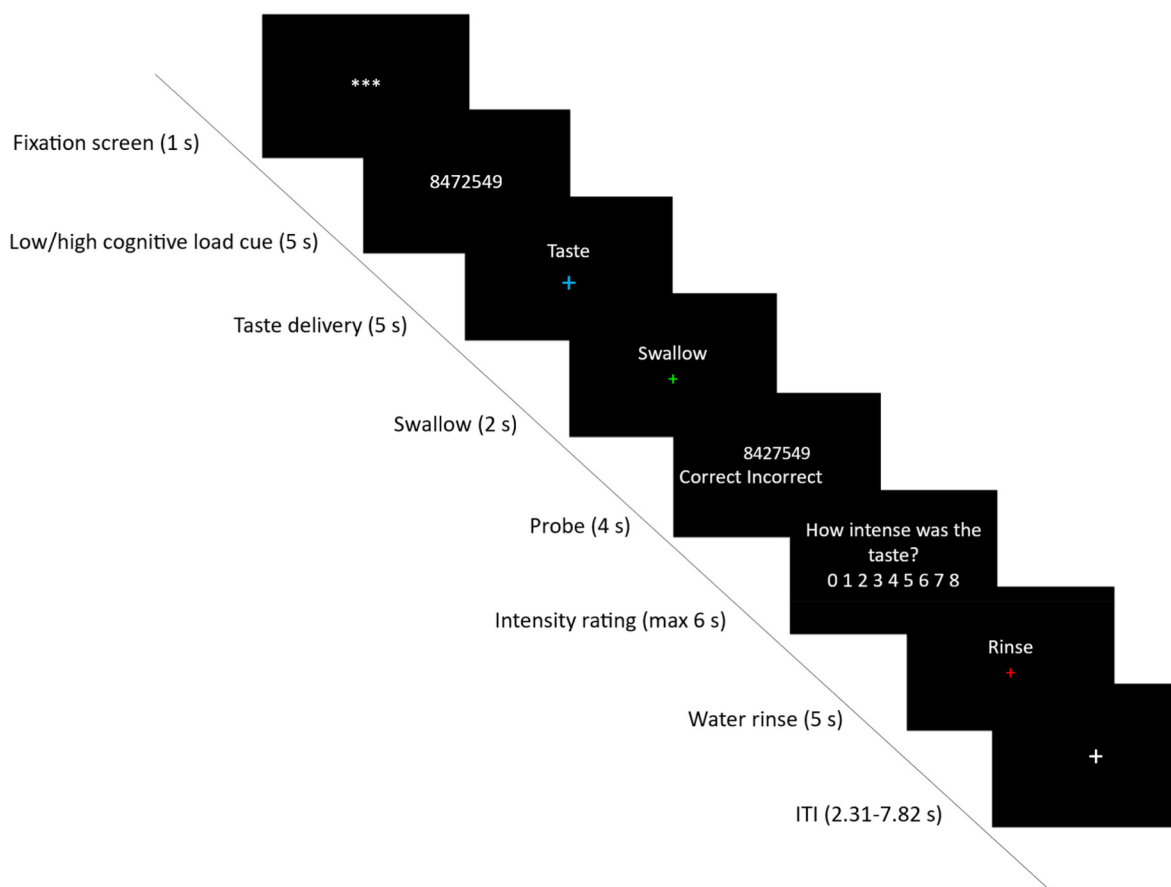 ***
Fixation screen (1 s)
8472549
Low/high cognitive load cue (5 s)
Taste
+
Taste delivery (5 s)
Swallow
+
Swallow (2 s)
8427549
Correct Incorrect
Probe (4 s)
How intense was the
taste?
0 1 2 3 4 5 6 7 8
Intensity rating (max 6 s)
Rinse
+
Water rinse (5 s)
+
ITI (2.31-7.82 s)